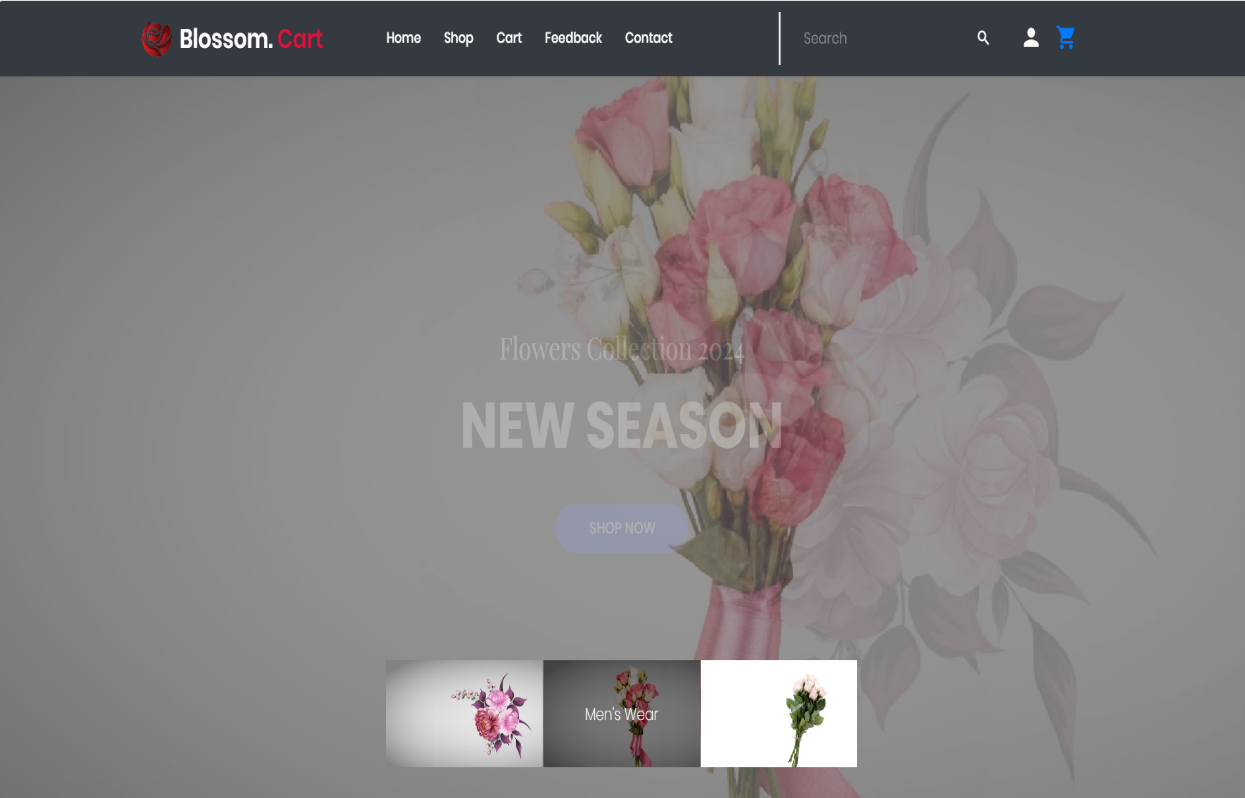 Blossom. Cart
Home Shop Cart Feedback Contact
Search
Flowers Collection 2024
NEW SEASON
SHOP NOW
Men's Wear